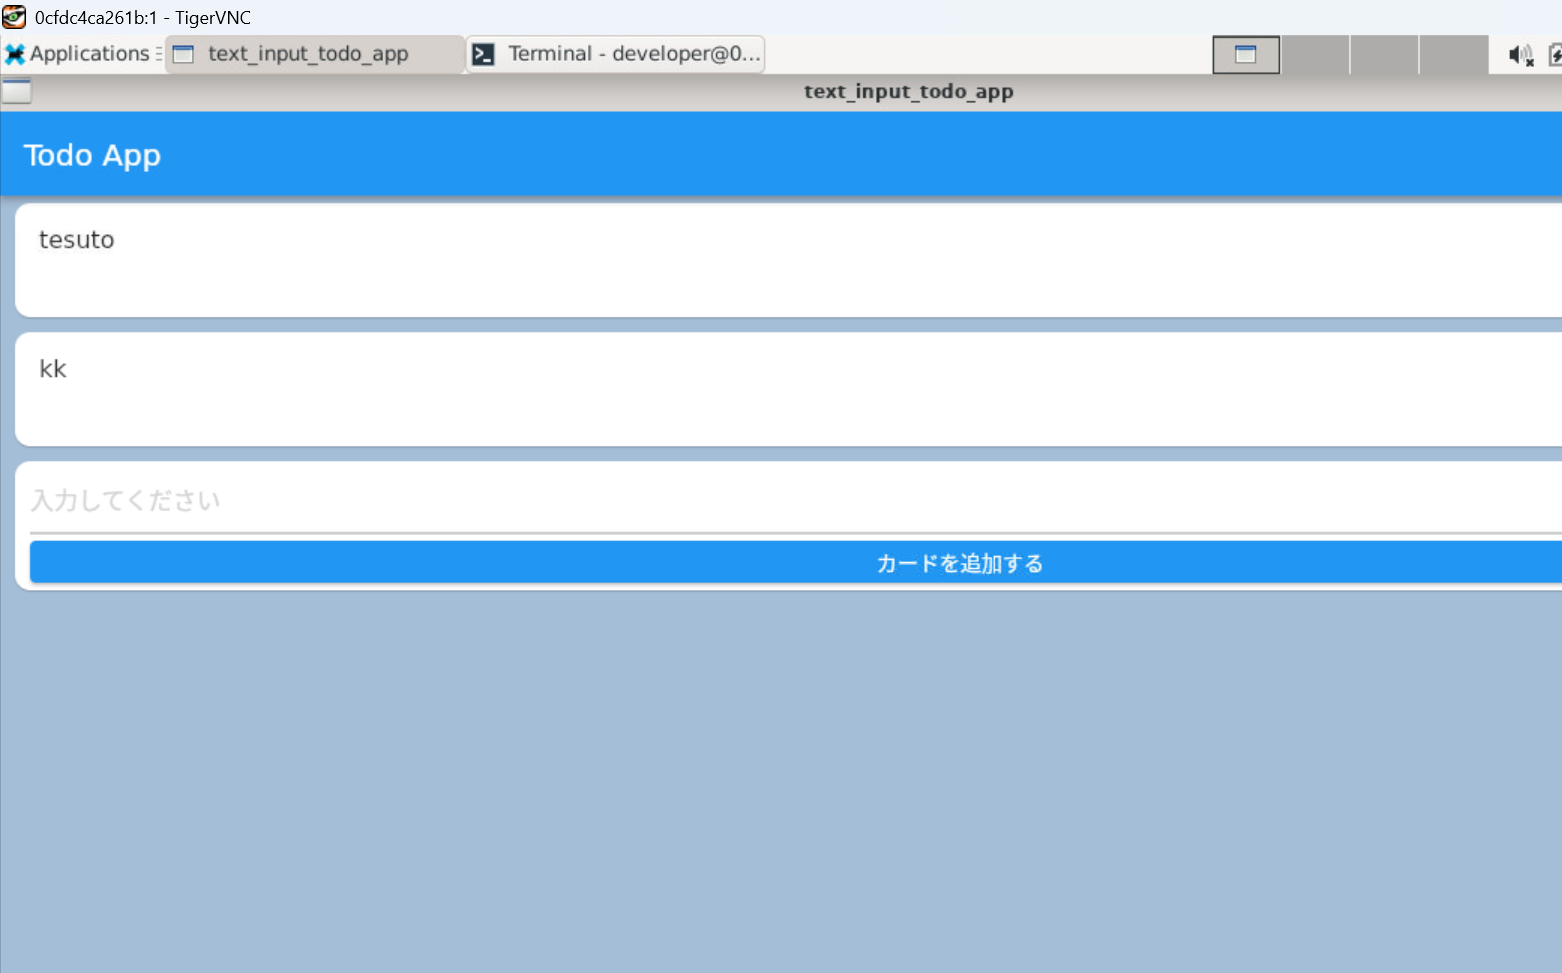 0cfdc4ca261b:1 - TigerVNC
Applications text_input_todo_app Terminal - developer@0...
text_input_todo_app
Todo App
tesuto
kk
入力してください
カードを追加する